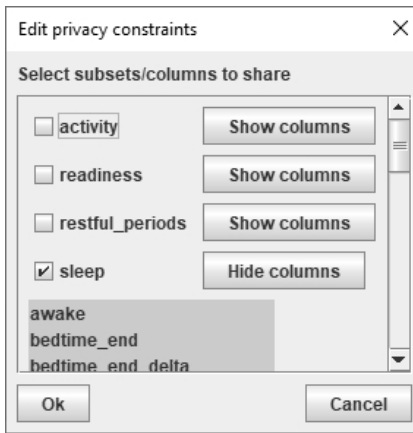 Edit privacy constraints
Select subsets/columns to share
activity Show columns
readiness Show columns
restful_periods Show columns
sleep Hide columns
awake
bedtime_end
bedtime_end_delta
Ok Cancel